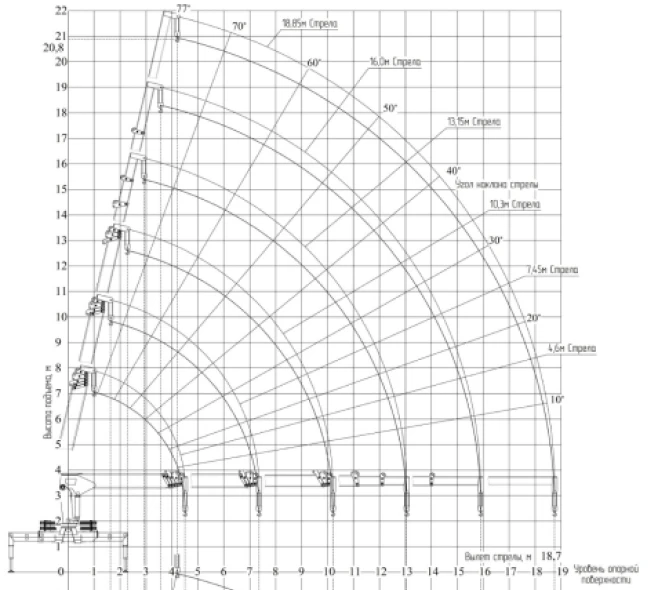 22
77°
21
20,8
20
19
18
17
16
15
14
13
12
11
10
9
8
7
6
5
4
3
2
1
0
Высота подъема, м
70°
18,85м Стрела
60°
16,0м Стрела
50°
13,15м Стрела
40°
Угол наклона стрелы
10,3м Стрела
30°
7,45м Стрела
20°
4,6м Стрела
10°
Вылет стрелы, м 18,7
1 2 3 4 5 6 7 8 9 10 11 12 13 14 15 16 17 18 19
Уровень опорной
поверхности